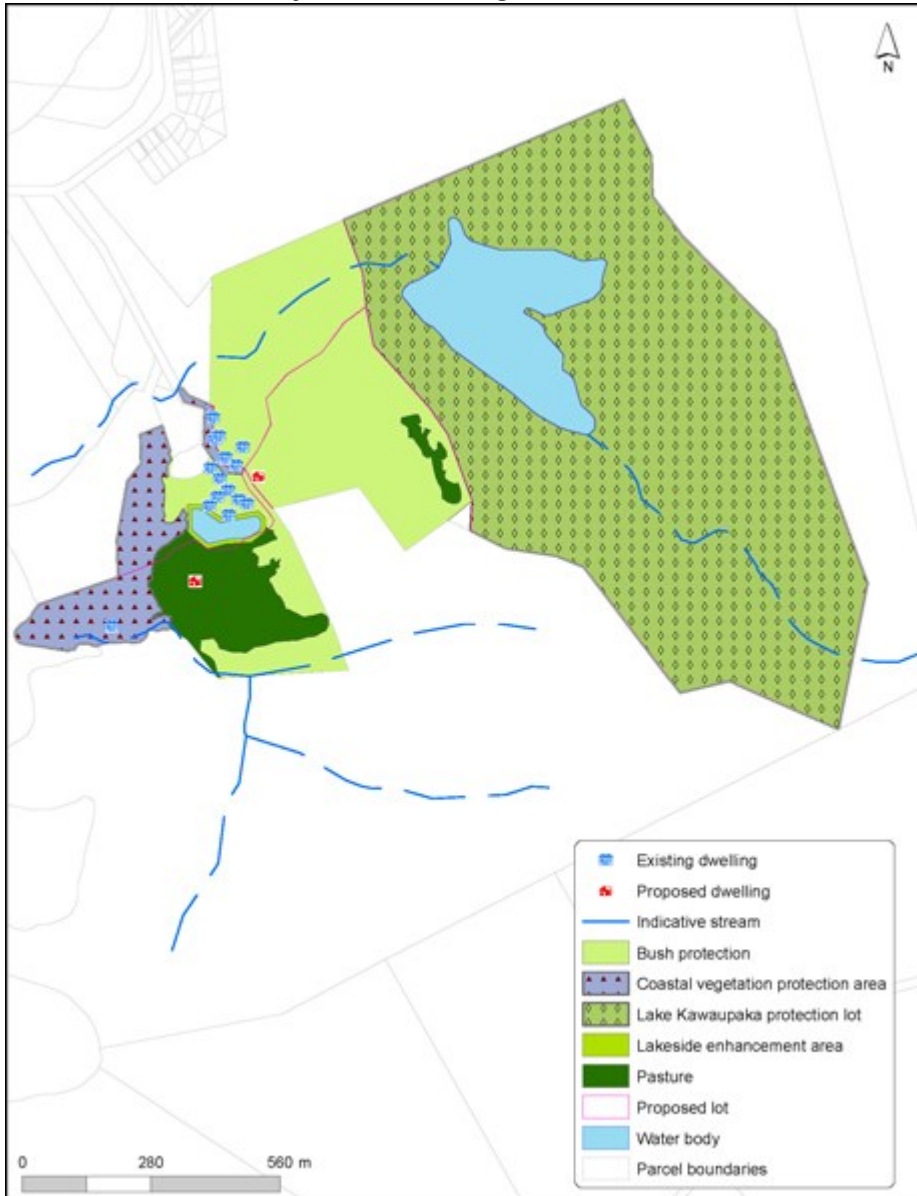 N
Existing dwelling
Proposed dwelling
Indicative stream
Bush protection
Coastal vegetation protection area
Lake Kawaupaka protection lot
Lakeside enhancement area
Pasture
Proposed lot
Water body
Parcel boundaries
0 280 560 m